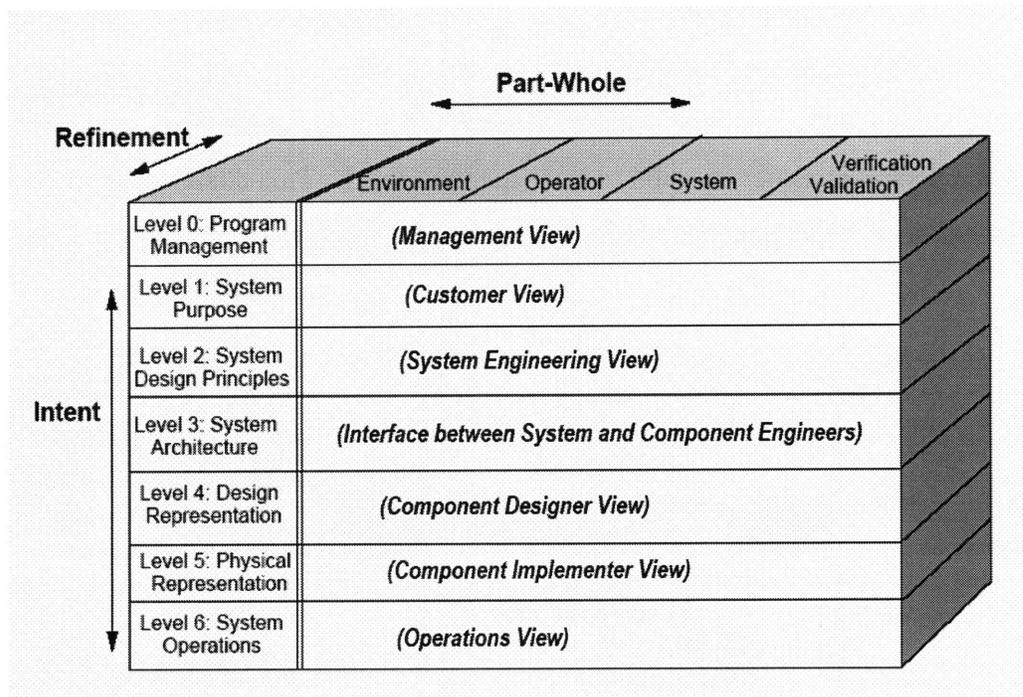 Part-Whole
Refinement
Environment
Operator
System
Verification
Validation
Level 0: Program
Management
(Management View)
Level 1: System
Purpose
(Customer View)
Level 2: System
Design Principles
(System Engineering View)
Intent
Level 3: System
Architecture
(Interface between System and Component Engineers)
Level 4: Design
Representation
(Component Designer View)
Level 5: Physical
Representation
(Component Implementer View)
Level 6: System
Operations
(Operations View)